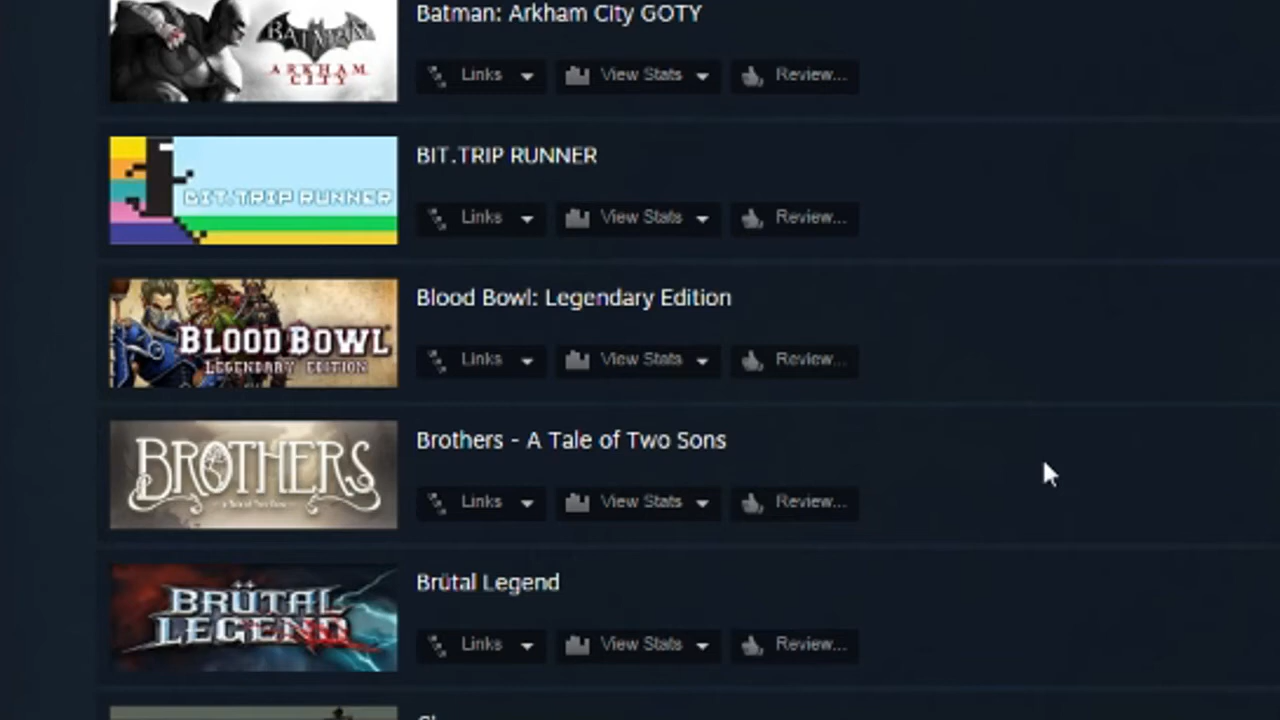 Batman: Arkham City GOTY
BATMAN
ARKHAM
CITY
Links View Stats Review...
BIT.TRIP RUNNER
BIT.TRIP RUNNER
Links View Stats Review...
Blood Bowl: Legendary Edition
BLOOD BOWL
LEGENDARY EDITION
Links View Stats Review...
Brothers - A Tale of Two Sons
BROTHERS
Links View Stats Review...
Brütal Legend
BRÜTAL
LEGEND
Links View Stats Review...